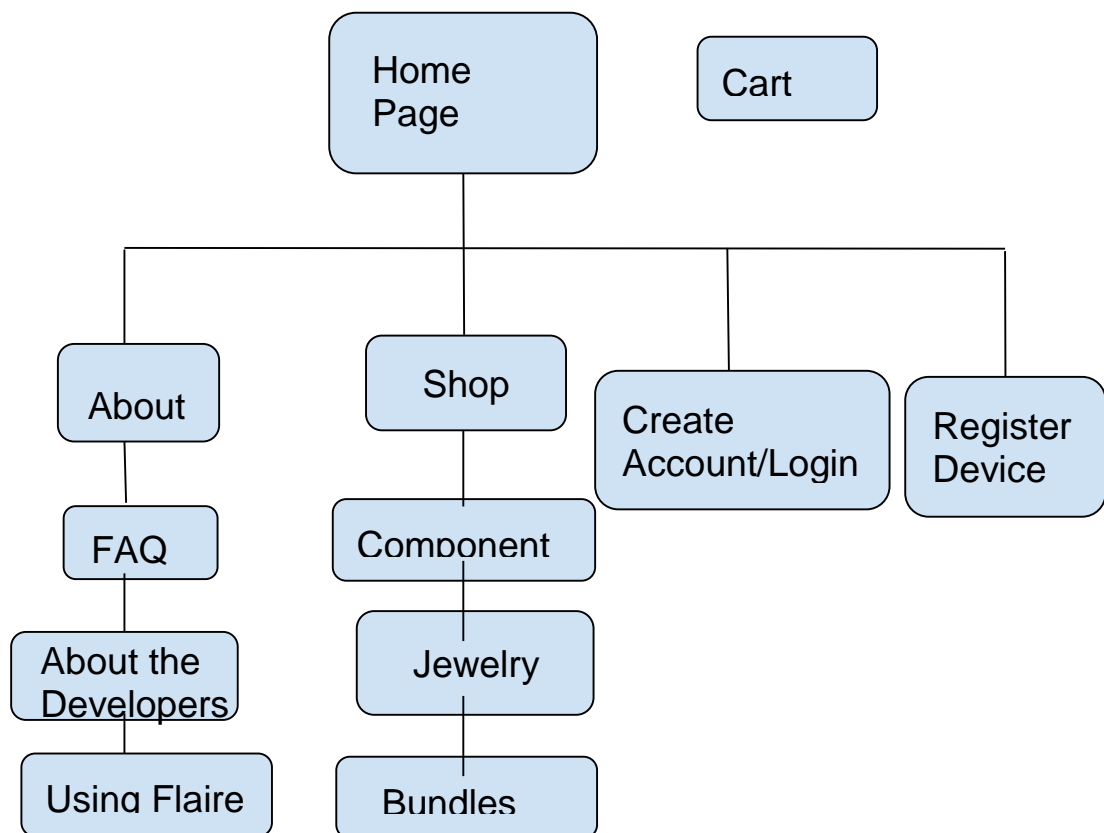 Home
Page
Cart
About
Shop
Create
Account/Login
Register
Device
FAQ
Component
About the
Developers
Jewelry
Using Flaire
Bundles